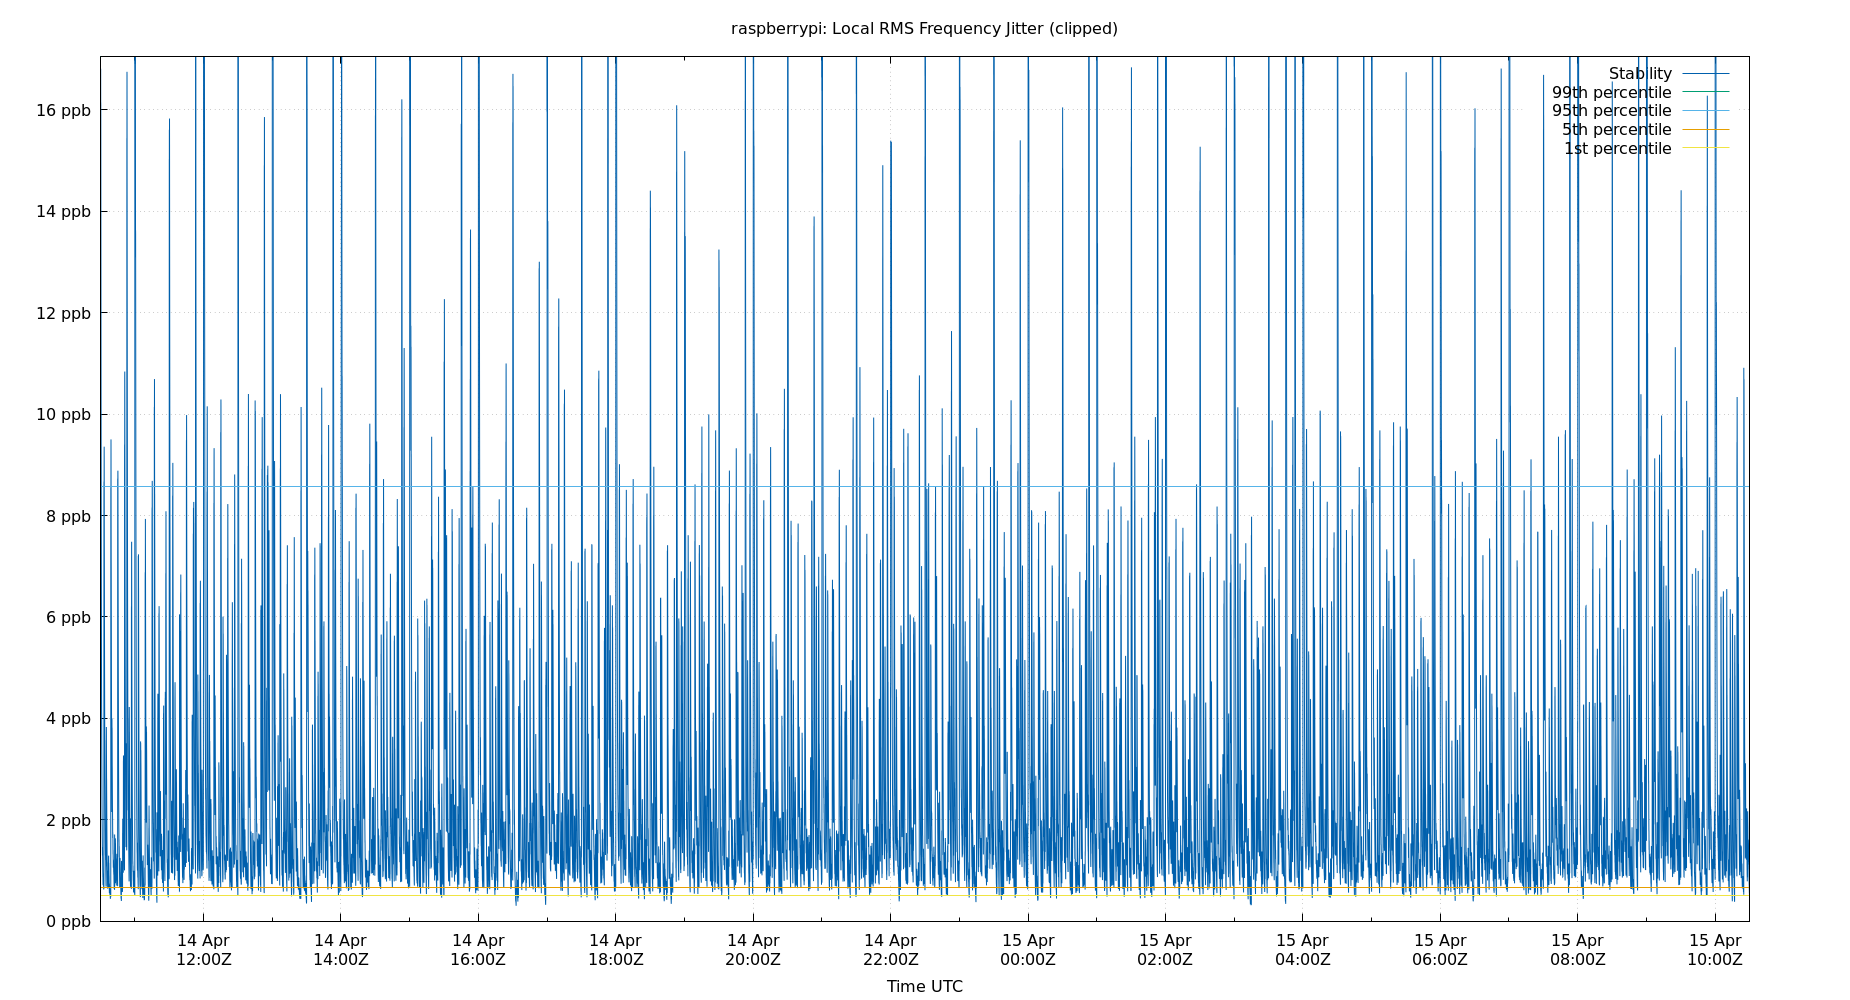 raspberrypi: Local RMS Frequency Jitter (clipped)
Stability
99th percentile
95th percentile
5th percentile
1st percentile
16 ppb
14 ppb
12 ppb
10 ppb
8 ppb
6 ppb
4 ppb
2 ppb
0 ppb
14 Apr 14 Apr 14 Apr 14 Apr 14 Apr 14 Apr 15 Apr 15 Apr 15 Apr 15 Apr 15 Apr 15 Apr
12:00Z 14:00Z 16:00Z 18:00Z 20:00Z 22:00Z 00:00Z 02:00Z 04:00Z 06:00Z 08:00Z 10:00Z
Time UTC